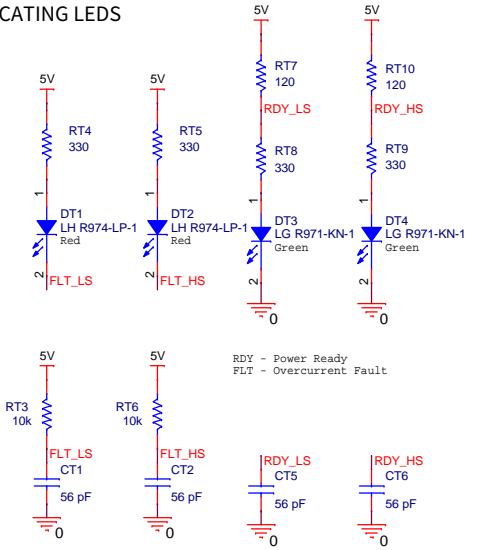 CATING LEDS
5V
5V
RT7
120
RT10
120
5V
5V
RDY_LS
RDY_HS
RT4
330
RT5
330
RT8
330
RT9
330
1
1
1
1
DT1
LH R974-LP-1
Red
DT2
LH R974-LP-1
Red
DT3
LG R971-KN-1
Green
DT4
LG R971-KN-1
Green
2
2
2
2
FLT_LS
FLT_HS
0
0
RDY - Power Ready
FLT - Overcurrent Fault
5V
5V
RT3
10k
RT6
10k
FLT_LS
FLT_HS
RDY_LS
RDY_HS
CT1
56 pF
CT2
56 pF
CT5
56 pF
CT6
56 pF
0
0
0
0